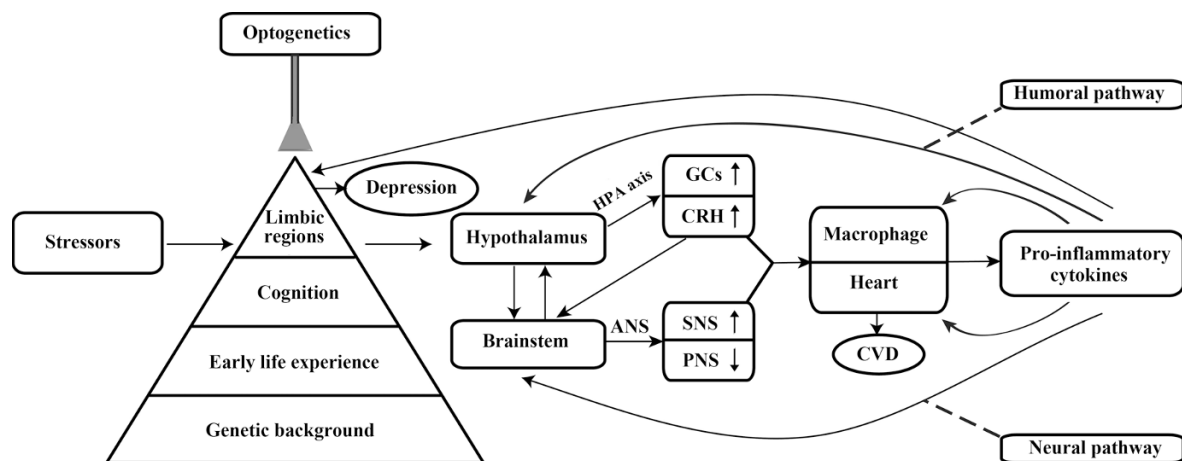 Optogenetics
Humoral pathway
Stressors
Limbic
regions
Depression
Cognition
Early life experience
Genetic background
Hypothalamus
Brainstem
HPA axis
ANS
GCs ↑
CRH ↑
SNS ↑
PNS ↓
Macrophage
Heart
CVD
Pro-inflammatory
cytokines
Neural pathway